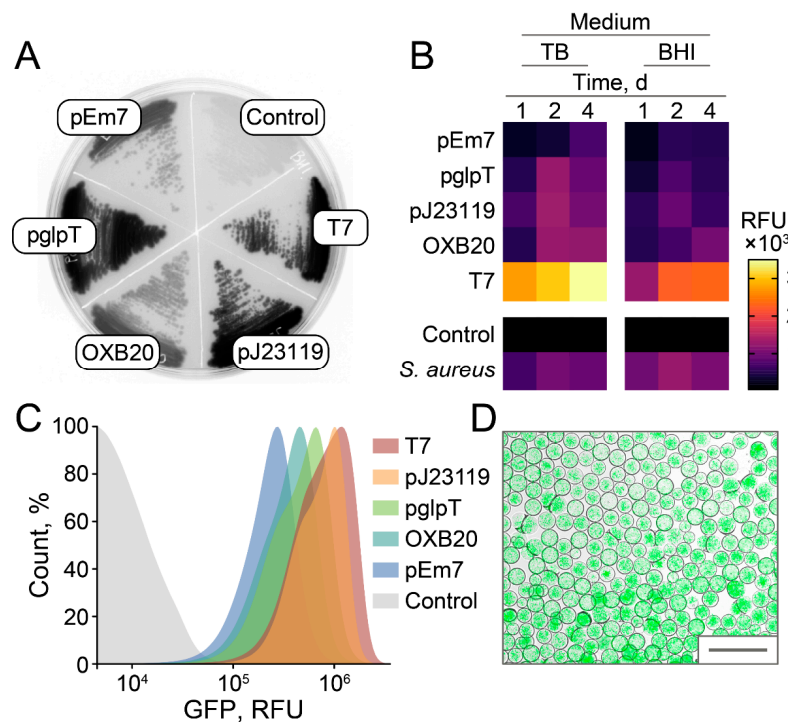 A
pEm7
Control
BHI
pglpT
T7
OXB20
pJ23119
B
Medium
TB BHI
Time, d
1 2 4 1 2 4
pEm7
pglpT
pJ23119
OXB20
T7
Control
S. aureus
RFU
×10³
C
100
80
60
40
20
0
Count, %
10⁴ 10⁵ 10⁶
GFP, RFU
T7
pJ23119
pglpT
OXB20
pEm7
Control
D